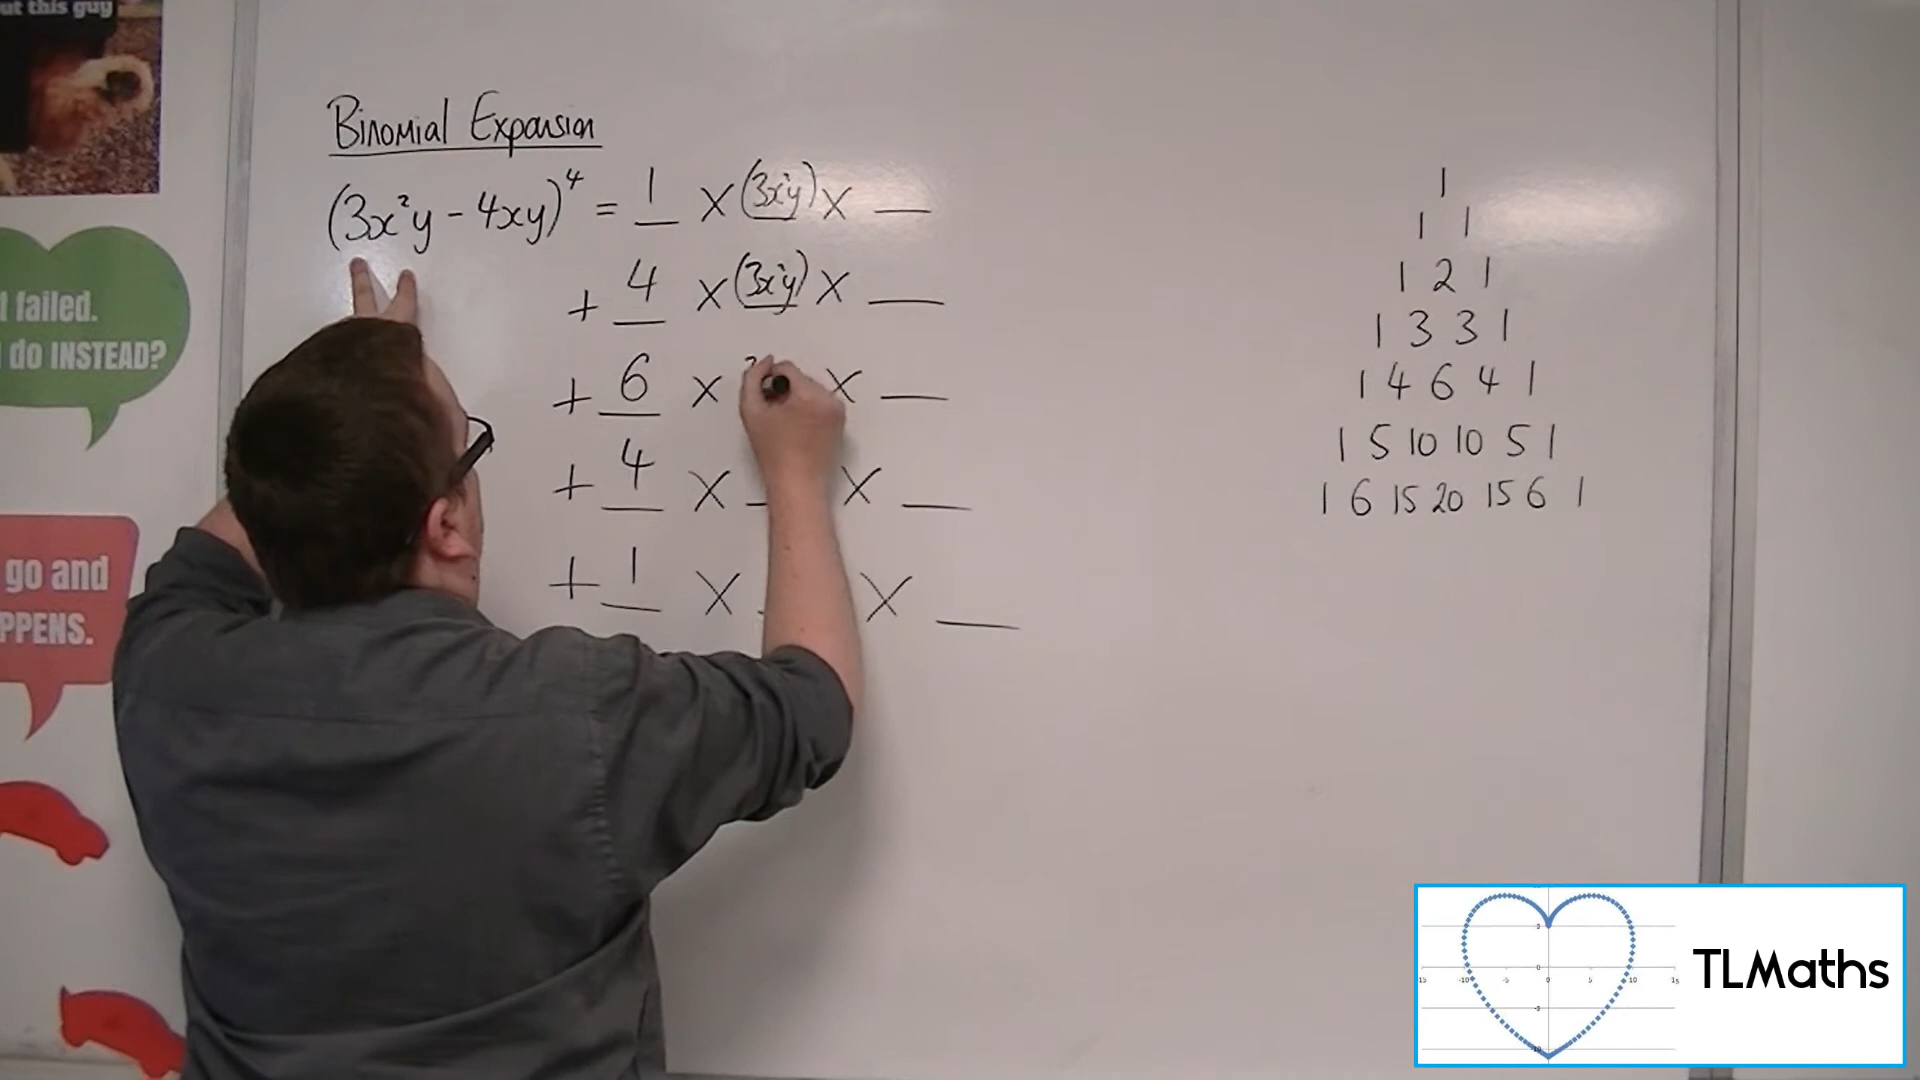 ut this guy
I failed.
do INSTEAD?
go and
PPENS.
Binomial Expansion
(3x²y - 4xy)⁴ = 1 × (3x²y) × __
+ 4 × (3x²y) × __
+ 6 × 3 × __
+ 4 × _ × __
+ 1 × _ × __
1
1 1
1 2 1
1 3 3 1
1 4 6 4 1
1 5 10 10 5 1
1 6 15 20 15 6 1
TLMaths